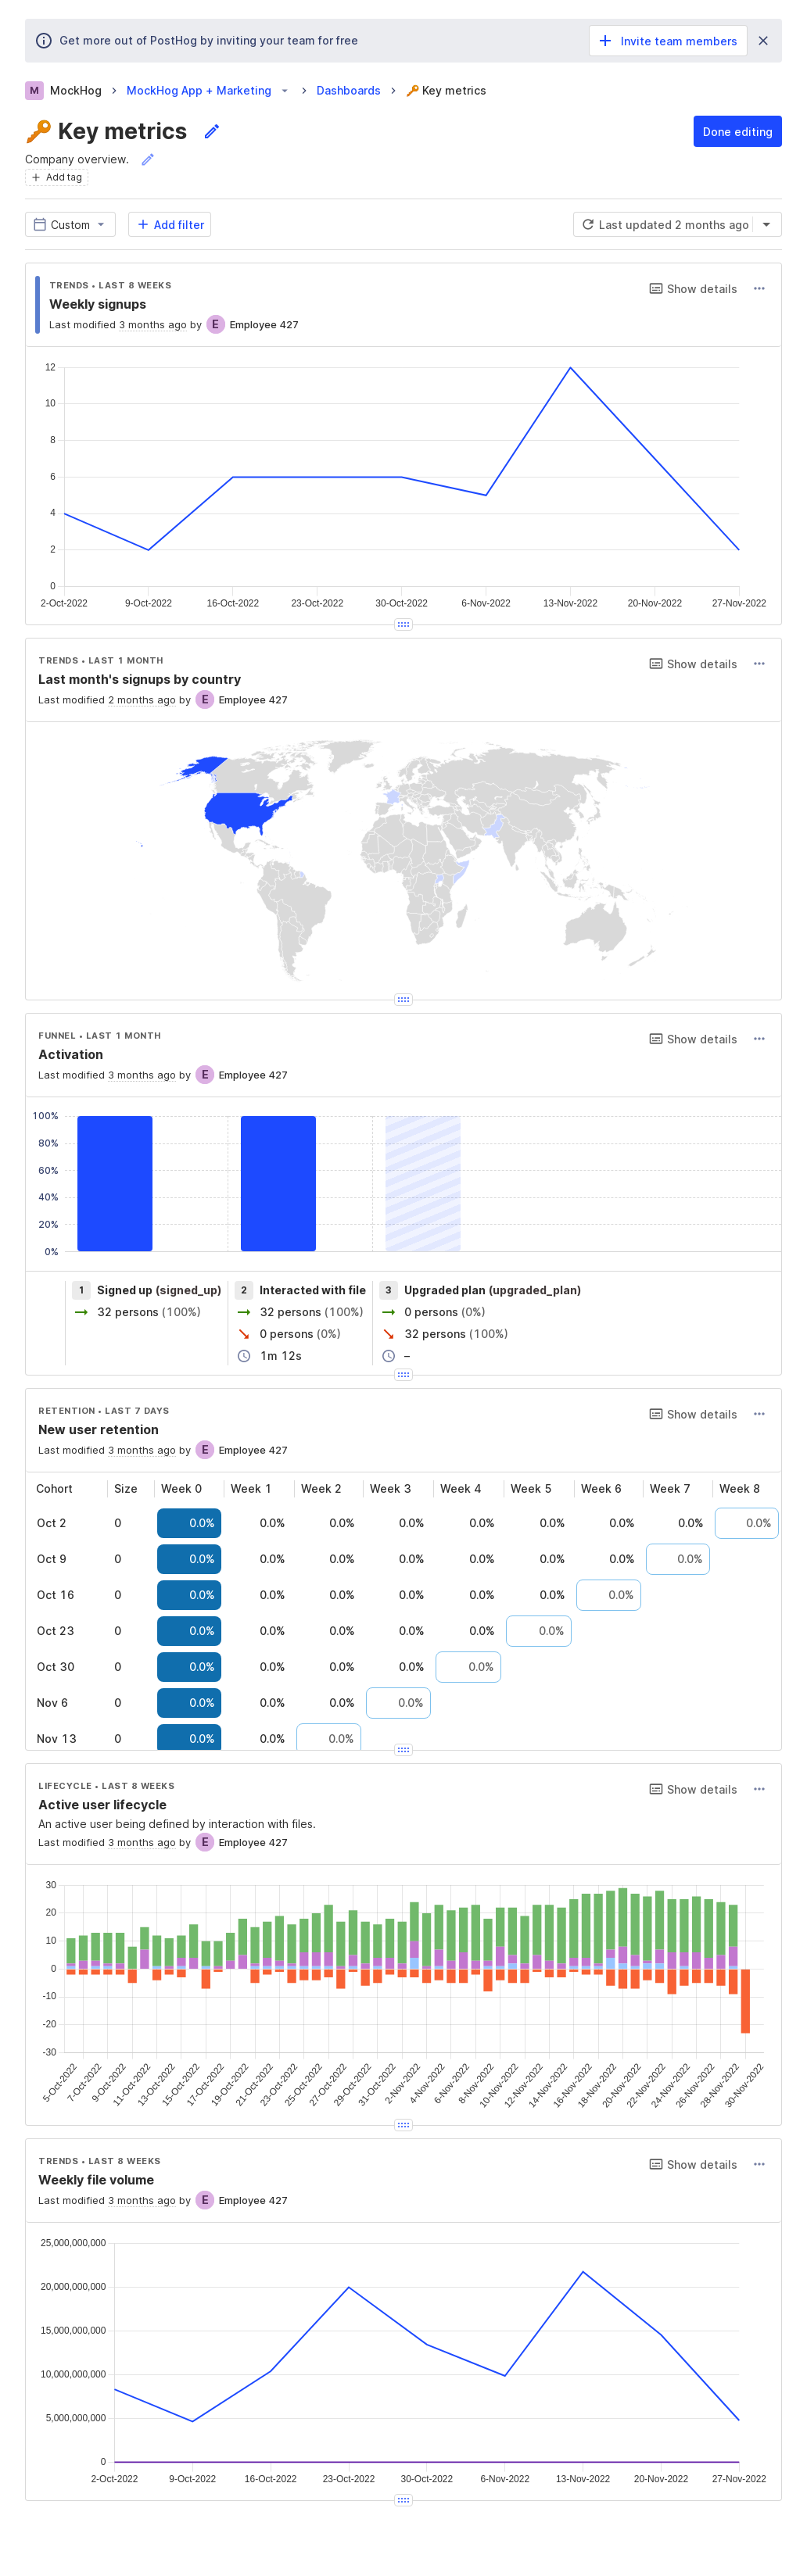 Get more out of PostHog by inviting your team for free
Invite team members
M MockHog MockHog App + Marketing Dashboards 🔑 Key metrics
🔑 Key metrics
Done editing
Company overview.
Add tag
Custom
Add filter
Last updated 2 months ago
TRENDS • LAST 8 WEEKS
Show details
Weekly signups
Last modified 3 months ago by E Employee 427
12
10
8
6
4
2
0
2-Oct-2022 9-Oct-2022 16-Oct-2022 23-Oct-2022 30-Oct-2022 6-Nov-2022 13-Nov-2022 20-Nov-2022 27-Nov-2022
TRENDS • LAST 1 MONTH
Show details
Last month's signups by country
Last modified 2 months ago by E Employee 427
FUNNEL • LAST 1 MONTH
Show details
Activation
Last modified 3 months ago by E Employee 427
100%
80%
60%
40%
20%
0%
1 Signed up (signed_up) 2 Interacted with file 3 Upgraded plan (upgraded_plan)
32 persons (100%) 32 persons (100%) 0 persons (0%)
0 persons (0%) 32 persons (100%)
1m 12s –
RETENTION • LAST 7 DAYS
Show details
New user retention
Last modified 3 months ago by E Employee 427
Cohort Size Week 0 Week 1 Week 2 Week 3 Week 4 Week 5 Week 6 Week 7 Week 8
Oct 2 0 0.0% 0.0% 0.0% 0.0% 0.0% 0.0% 0.0% 0.0% 0.0%
Oct 9 0 0.0% 0.0% 0.0% 0.0% 0.0% 0.0% 0.0% 0.0%
Oct 16 0 0.0% 0.0% 0.0% 0.0% 0.0% 0.0% 0.0%
Oct 23 0 0.0% 0.0% 0.0% 0.0% 0.0% 0.0%
Oct 30 0 0.0% 0.0% 0.0% 0.0% 0.0%
Nov 6 0 0.0% 0.0% 0.0% 0.0%
Nov 13 0 0.0% 0.0% 0.0%
LIFECYCLE • LAST 8 WEEKS
Show details
Active user lifecycle
An active user being defined by interaction with files.
Last modified 3 months ago by E Employee 427
30
20
10
0
-10
-20
-30
5-Oct-2022 7-Oct-2022 9-Oct-2022 11-Oct-2022 13-Oct-2022 15-Oct-2022 17-Oct-2022 19-Oct-2022 21-Oct-2022 23-Oct-2022 25-Oct-2022 27-Oct-2022 29-Oct-2022 31-Oct-2022 2-Nov-2022 4-Nov-2022 6-Nov-2022 8-Nov-2022 10-Nov-2022 12-Nov-2022 14-Nov-2022 16-Nov-2022 18-Nov-2022 20-Nov-2022 22-Nov-2022 24-Nov-2022 26-Nov-2022 28-Nov-2022 30-Nov-2022
TRENDS • LAST 8 WEEKS
Show details
Weekly file volume
Last modified 3 months ago by E Employee 427
25,000,000,000
20,000,000,000
15,000,000,000
10,000,000,000
5,000,000,000
0
2-Oct-2022 9-Oct-2022 16-Oct-2022 23-Oct-2022 30-Oct-2022 6-Nov-2022 13-Nov-2022 20-Nov-2022 27-Nov-2022